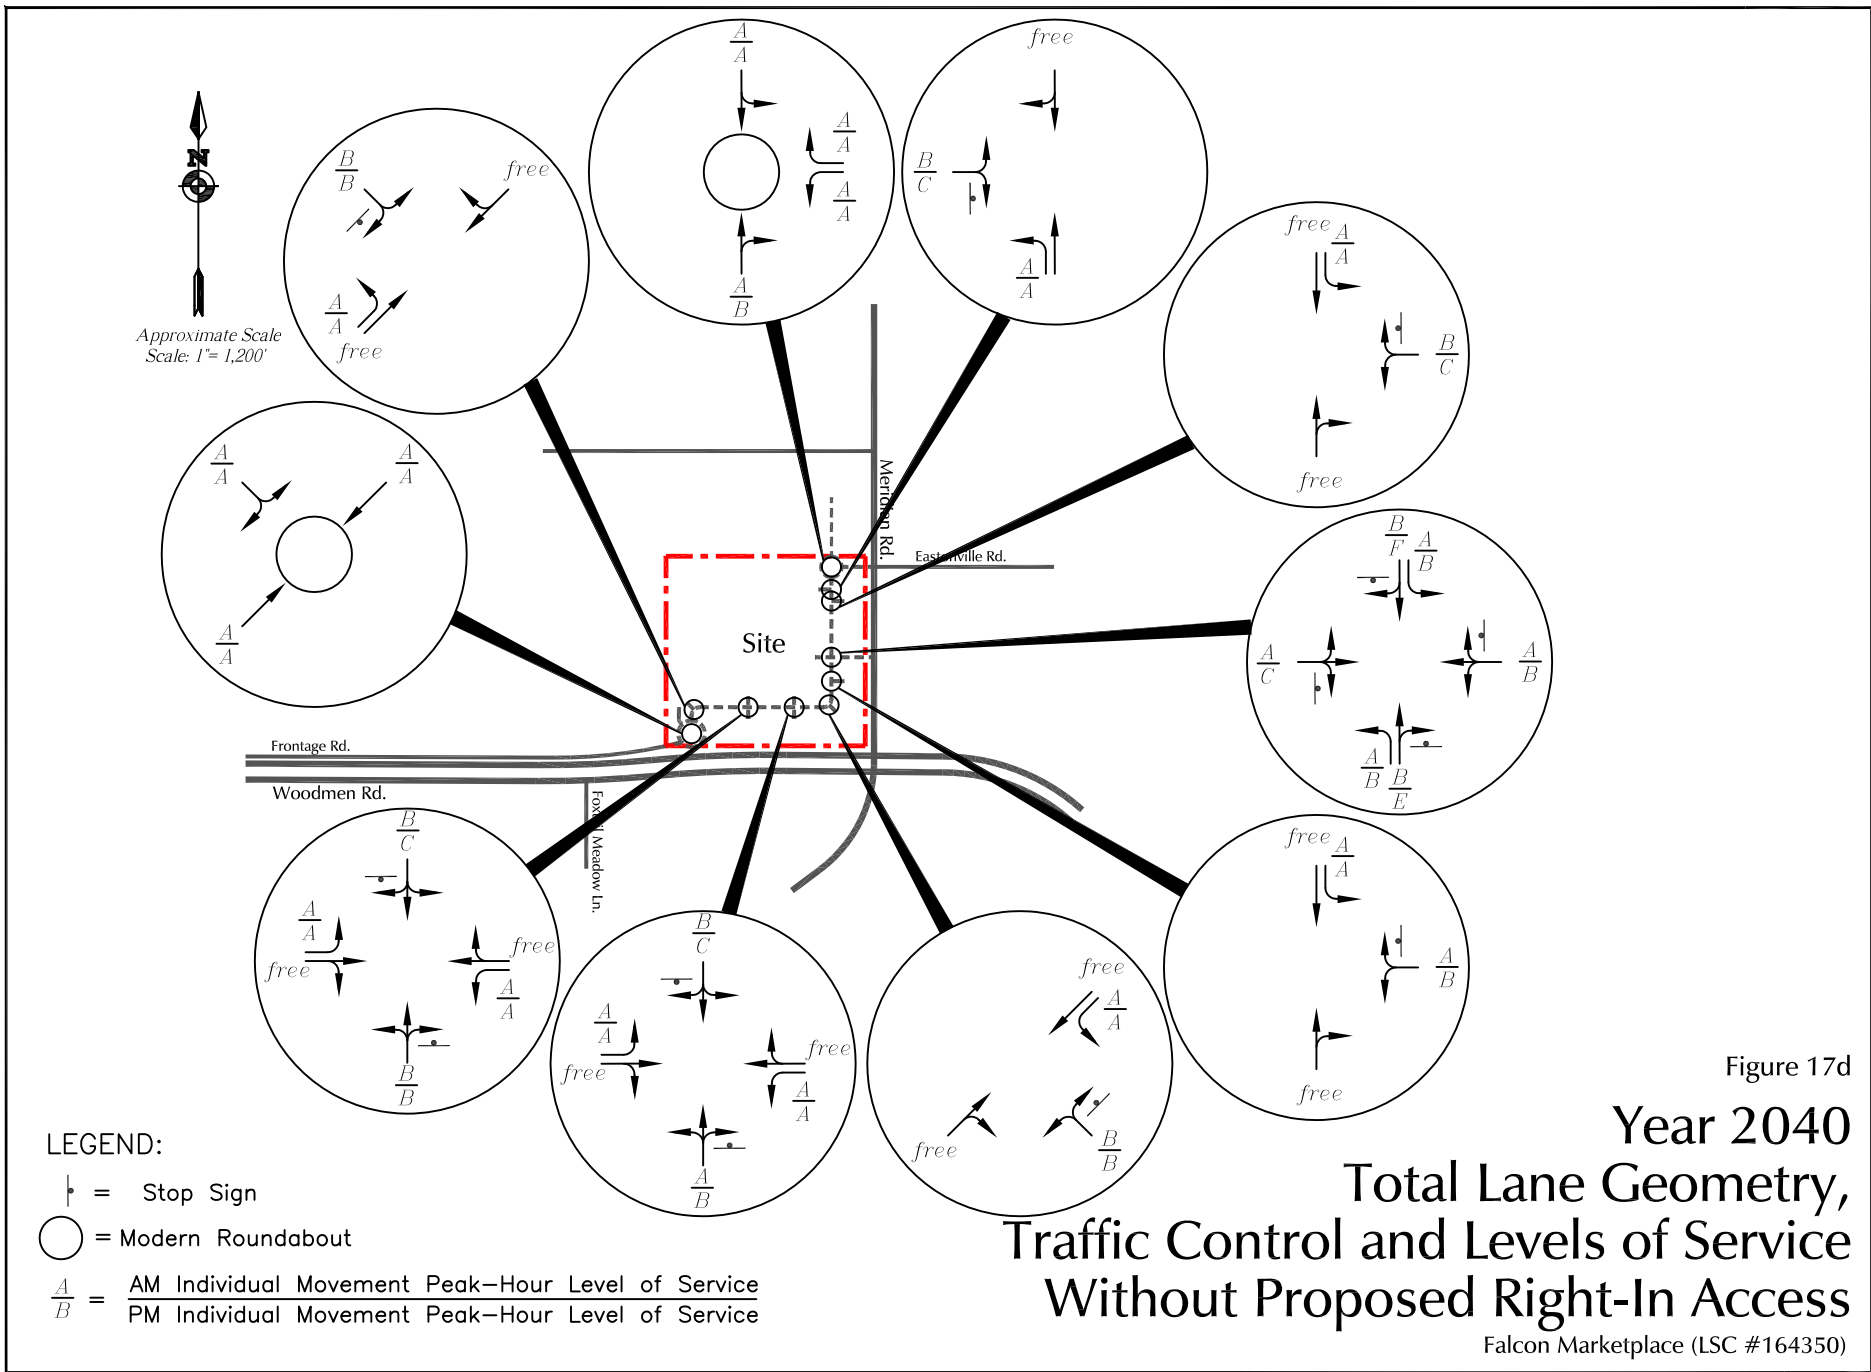 N
Approximate Scale
Scale: 1"= 1,200'
B
B
free
A
A
free
A
A
A
A
A
A
A
B
free
B
C
A
A
free
A
A
B
C
free
A
A
A
A
A
A
Meridian Rd.
Eastonville Rd.
Site
Frontage Rd.
Woodmen Rd.
Meadow Ln.
B
F
A
B
A
C
A
B
A
B
B
E
B
C
A
A
free
free
A
A
B
B
B
C
A
A
free
free
A
A
A
B
free
A
A
free
B
B
free
A
A
A
B
free
LEGEND:
= Stop Sign
= Modern Roundabout
A
B
=
AM Individual Movement Peak-Hour Level of Service
PM Individual Movement Peak-Hour Level of Service
Figure 17d
Year 2040
Total Lane Geometry,
Traffic Control and Levels of Service
Without Proposed Right-In Access
Falcon Marketplace (LSC #164350)